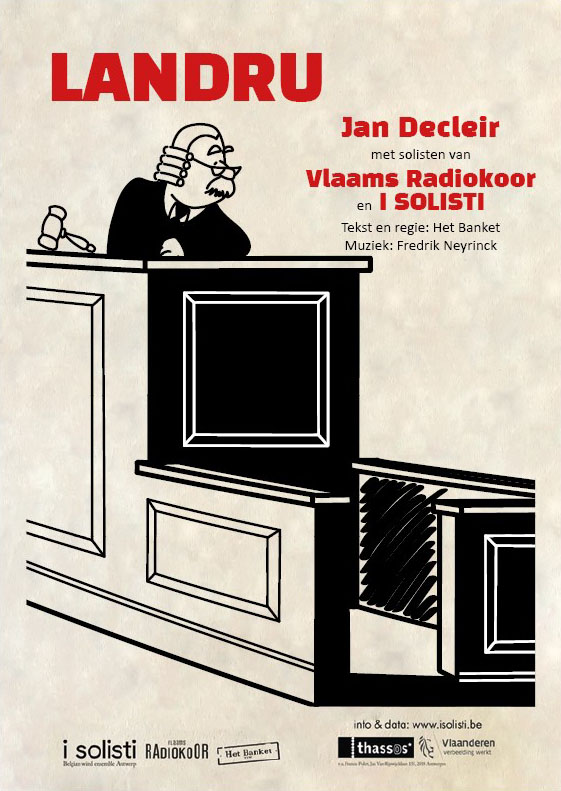 LANDRU
Jan Decleir
met solisten van
Vlaams Radiokoor
en I SOLISTI
Tekst en regie: Het Banket
Muziek: Fredrik Neyrinck
info & data: www.isolisti.be
i solisti
Belgian wind ensemble Antwerp
VLAAMS
RADIOKOOR
Het Banket
thassos
Vlaanderen
verbeelding werkt